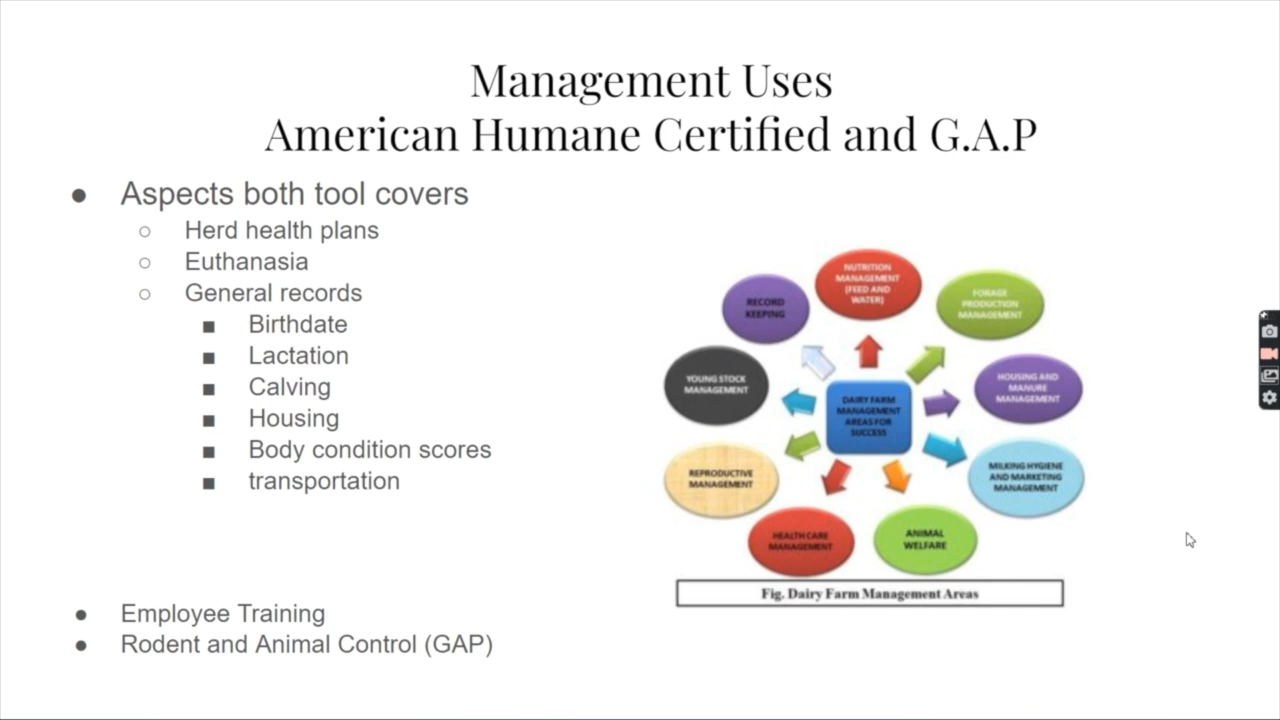 Management Uses
American Humane Certified and G.A.P
● Aspects both tool covers
○ Herd health plans
○ Euthanasia
○ General records
■ Birthdate
■ Lactation
■ Calving
■ Housing
■ Body condition scores
■ transportation
● Employee Training
● Rodent and Animal Control (GAP)
NUTRITION
MANAGEMENT
(FEED AND
WATER)
RECORD
KEEPING
FORAGE
PRODUCTION
MANAGEMENT
YOUNG STOCK
MANAGEMENT
DAIRY FARM
MANAGEMENT
AREAS FOR
SUCCESS
HOUSING AND
MANURE
MANAGEMENT
REPRODUCTIVE
MANAGEMENT
MILKING HYGIENE
AND MARKETING
MANAGEMENT
HEALTH CARE
MANAGEMENT
ANIMAL
WELFARE
Fig. Dairy Farm Management Areas